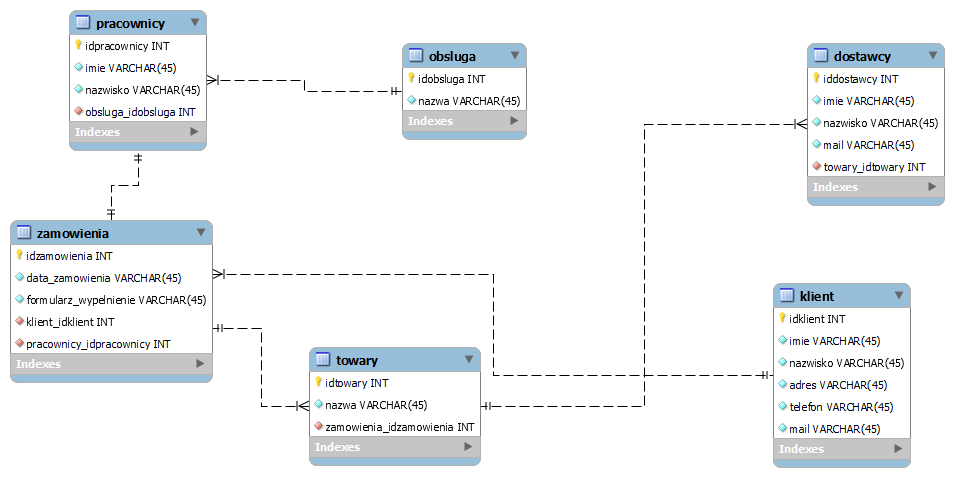 pracownicy
idpracownicy INT
imie VARCHAR(45)
nazwisko VARCHAR(45)
obsluga_idobsluga INT
Indexes
obsluga
idobsluga INT
nazwa VARCHAR(45)
Indexes
dostawcy
iddostawcy INT
imie VARCHAR(45)
nazwisko VARCHAR(45)
mail VARCHAR(45)
towary_idtowary INT
Indexes
zamowienia
idzamowienia INT
data_zamowienia VARCHAR(45)
formularz_wypelnienie VARCHAR(45)
klient_idklient INT
pracownicy_idpracownicy INT
Indexes
towary
idtowary INT
nazwa VARCHAR(45)
zamowienia_idzamowienia INT
Indexes
klient
idklient INT
imie VARCHAR(45)
nazwisko VARCHAR(45)
adres VARCHAR(45)
telefon VARCHAR(45)
mail VARCHAR(45)
Indexes